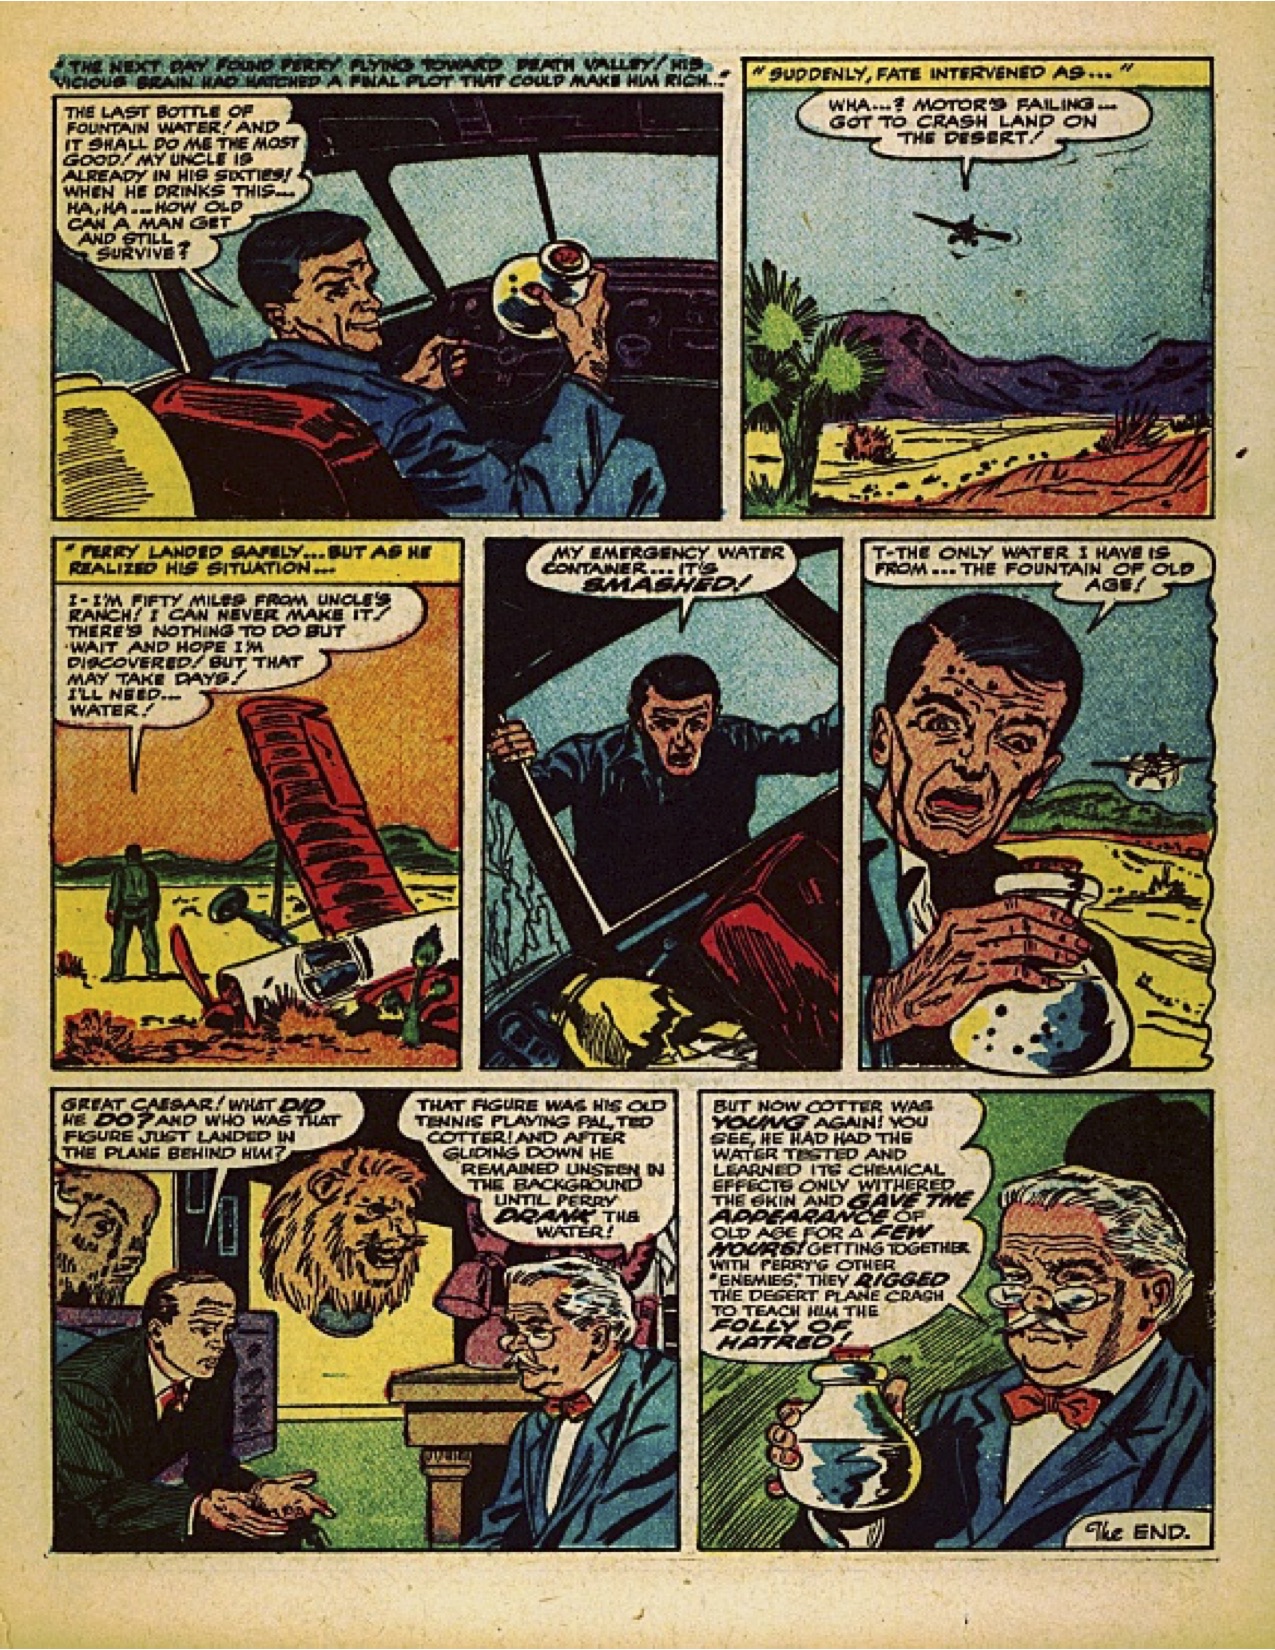 "THE NEXT DAY FOUND PERRY FLYING TOWARD DEATH VALLEY! HIS
VICIOUS BRAIN HAD HATCHED A FINAL PLOT THAT COULD MAKE HIM RICH..."
THE LAST BOTTLE OF
FOUNTAIN WATER! AND
IT SHALL DO ME THE MOST
GOOD! MY UNCLE IS
ALREADY IN HIS SIXTIES!
WHEN HE DRINKS THIS...
HA, HA...HOW OLD
CAN A MAN GET
AND STILL
SURVIVE?
"SUDDENLY, FATE INTERVENED AS..."
WHA...? MOTOR'S FAILING...
GOT TO CRASH LAND ON
THE DESERT!
"PERRY LANDED SAFELY...BUT AS HE
REALIZED HIS SITUATION...
I-I'M FIFTY MILES FROM UNCLE'S
RANCH! I CAN NEVER MAKE IT!
THERE'S NOTHING TO DO BUT
WAIT AND HOPE I'M
DISCOVERED! BUT THAT
MAY TAKE DAYS!
I'LL NEED...
WATER!
MY EMERGENCY WATER
CONTAINER...IT'S
SMASHED!
T-THE ONLY WATER I HAVE IS
FROM...THE FOUNTAIN OF OLD
AGE!
GREAT CAESAR! WHAT DID
HE DO? AND WHO WAS THAT
FIGURE JUST LANDED IN
THE PLANE BEHIND HIM?
THAT FIGURE WAS HIS OLD
TENNIS PLAYING PAL, TED
COTTER! AND AFTER
GLIDING DOWN HE
REMAINED UNSEEN IN
THE BACKGROUND
UNTIL PERRY
DRANK THE
WATER!
BUT NOW COTTER WAS
YOUNG AGAIN! YOU
SEE, HE HAD HAD THE
WATER TESTED AND
LEARNED ITS CHEMICAL
EFFECTS ONLY WITHERED
THE SKIN AND GAVE THE
APPEARANCE OF
OLD AGE FOR A FEW
HOURS! GETTING TOGETHER
WITH PERRY'S OTHER
"ENEMIES," THEY RIGGED
THE DESERT PLANE CRASH
TO TEACH HIM THE
FOLLY OF
HATRED!
The END.